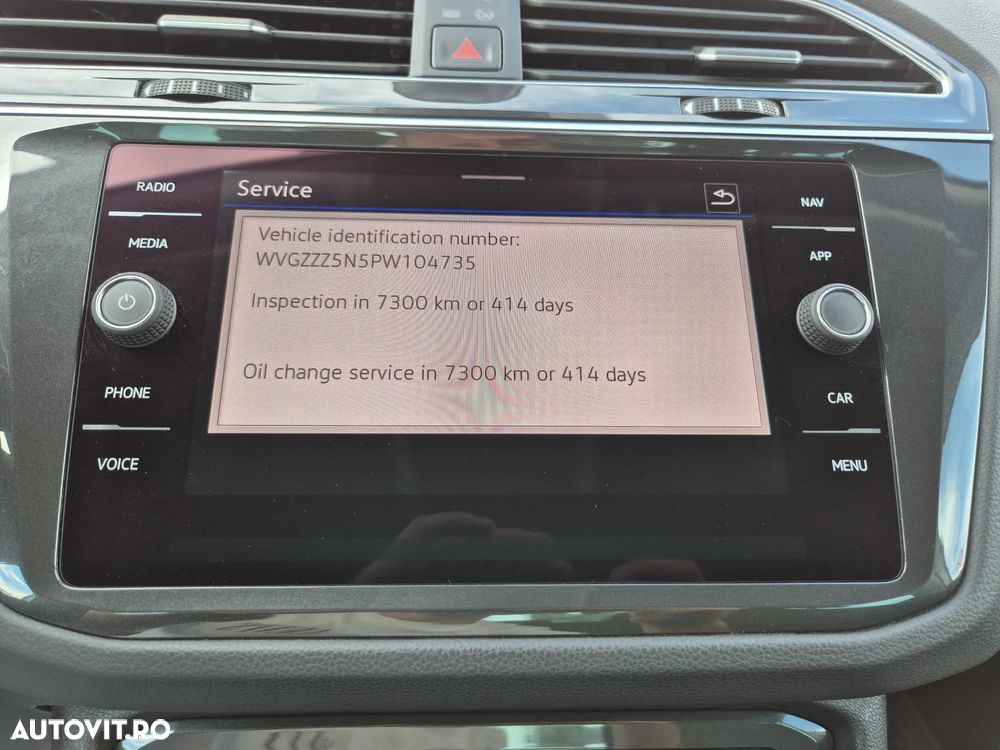 Service
RADIO
MEDIA
PHONE
VOICE
Vehicle identification number:
WVGZZZ5N5PW104735
Inspection in 7300 km or 414 days
Oil change service in 7300 km or 414 days
NAV
APP
CAR
MENU
AUTOVIT.RO